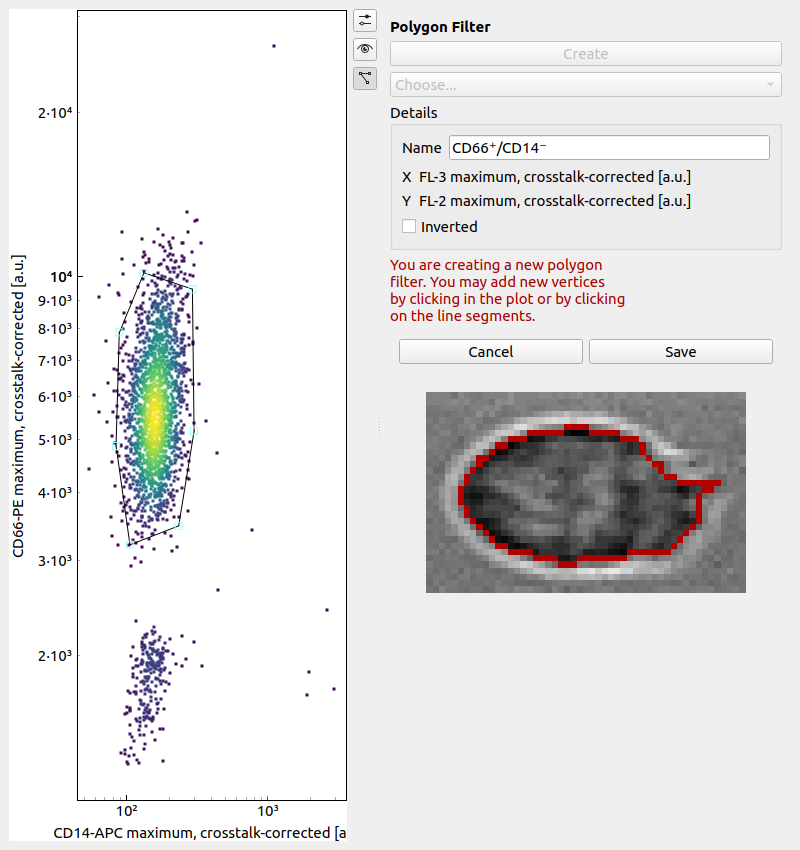 CD66-PE maximum, crosstalk-corrected [a.u.]
2·10⁴
10⁴
9·10³
8·10³
7·10³
6·10³
5·10³
4·10³
3·10³
2·10³
10²
10³
CD14-APC maximum, crosstalk-corrected [a
Polygon Filter
Create
Choose...
Details
Name CD66⁺/CD14⁻
X FL-3 maximum, crosstalk-corrected [a.u.]
Y FL-2 maximum, crosstalk-corrected [a.u.]
Inverted
You are creating a new polygon
filter. You may add new vertices
by clicking in the plot or by clicking
on the line segments.
Cancel
Save